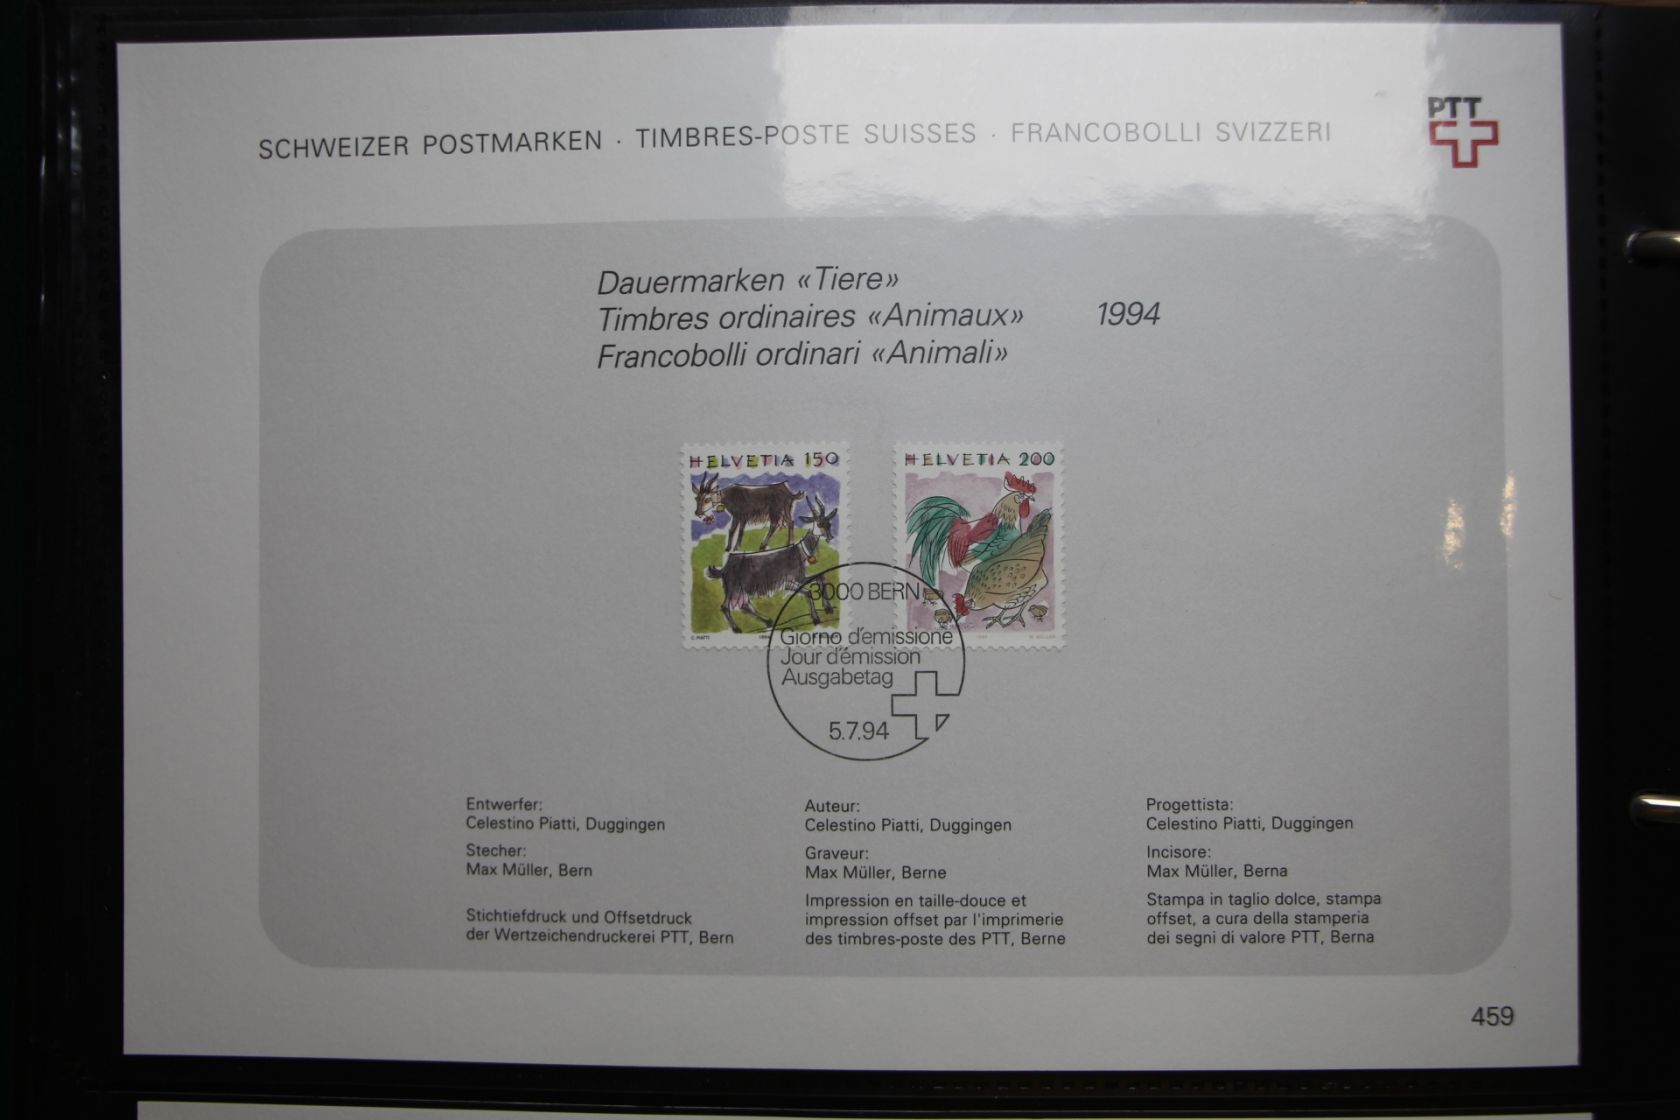 SCHWEIZER POSTMARKEN · TIMBRES-POSTE SUISSES · FRANCOBOLLI SVIZZERI
PTT
Dauermarken «Tiere»
Timbres ordinaires «Animaux» 1994
Francobolli ordinari «Animali»
HELVETIA 150
C. PIATTI 1994
HELVETIA 200
1994 M. MÜLLER
3000 BERN
Giorno d'emissione
Jour d'émission
Ausgabetag
5.7.94
Entwerfer:
Celestino Piatti, Duggingen
Stecher:
Max Müller, Bern
Stichtiefdruck und Offsetdruck
der Wertzeichendruckerei PTT, Bern
Auteur:
Celestino Piatti, Duggingen
Graveur:
Max Müller, Berne
Impression en taille-douce et
impression offset par l'imprimerie
des timbres-poste des PTT, Berne
Progettista:
Celestino Piatti, Duggingen
Incisore:
Max Müller, Berna
Stampa in taglio dolce, stampa
offset, a cura della stamperia
dei segni di valore PTT, Berna
459